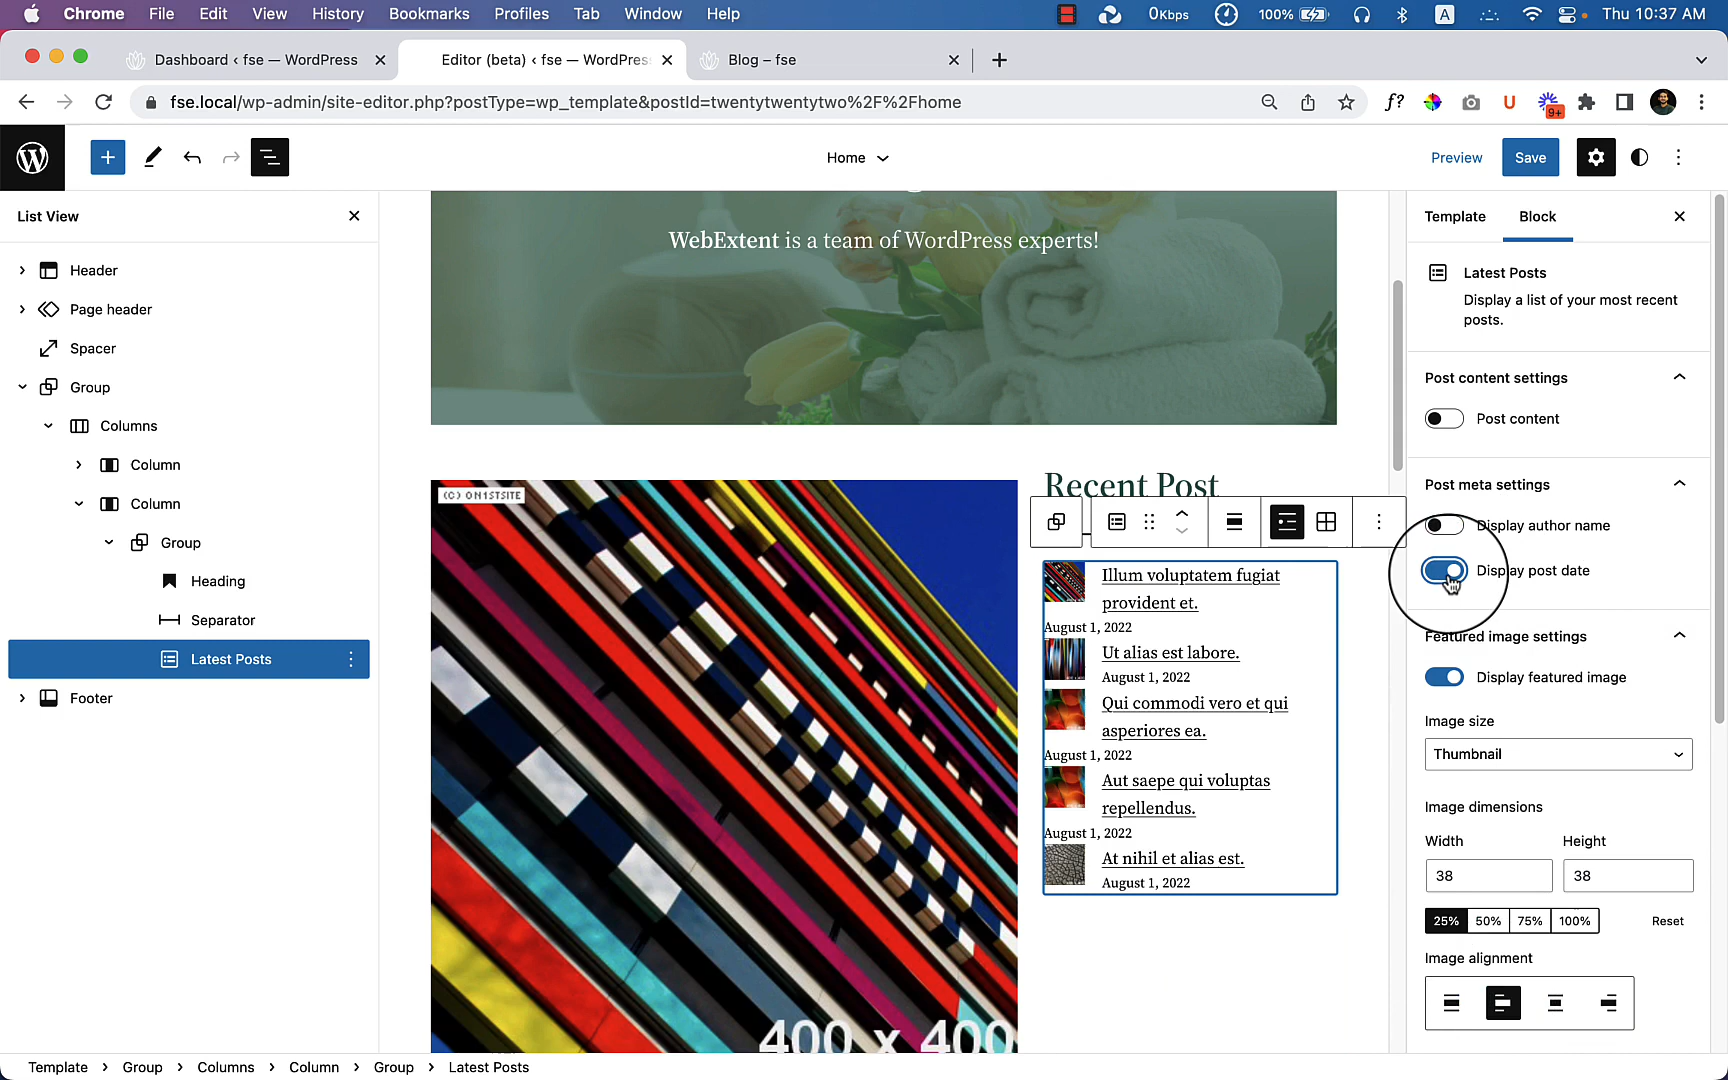 Chrome File Edit View History Bookmarks Profiles Tab Window Help 0Kbps 100% A Thu 10:37 AM
Dashboard ‹ fse — WordPress
Editor (beta) ‹ fse — WordPres
Blog – fse
fse.local/wp-admin/site-editor.php?postType=wp_template&postId=twentytwentytwo%2F%2Fhome
f?
U
9+
Home
Preview
Save
List View
Header
Page header
Spacer
Group
Columns
Column
Column
Group
Heading
Separator
Latest Posts
Footer
WebExtent is a team of WordPress experts!
(C) ON1STSITE
400 x 400
Recent Post
Illum voluptatem fugiat
provident et.
August 1, 2022
Ut alias est labore.
August 1, 2022
Qui commodi vero et qui
asperiores ea.
August 1, 2022
Aut saepe qui voluptas
repellendus.
August 1, 2022
At nihil et alias est.
August 1, 2022
Template Block
Latest Posts
Display a list of your most recent
posts.
Post content settings
Post content
Post meta settings
Display author name
Display post date
Featured image settings
Display featured image
Image size
Thumbnail
Image dimensions
Width Height
38 38
25% 50% 75% 100% Reset
Image alignment
Template › Group › Columns › Column › Group › Latest Posts